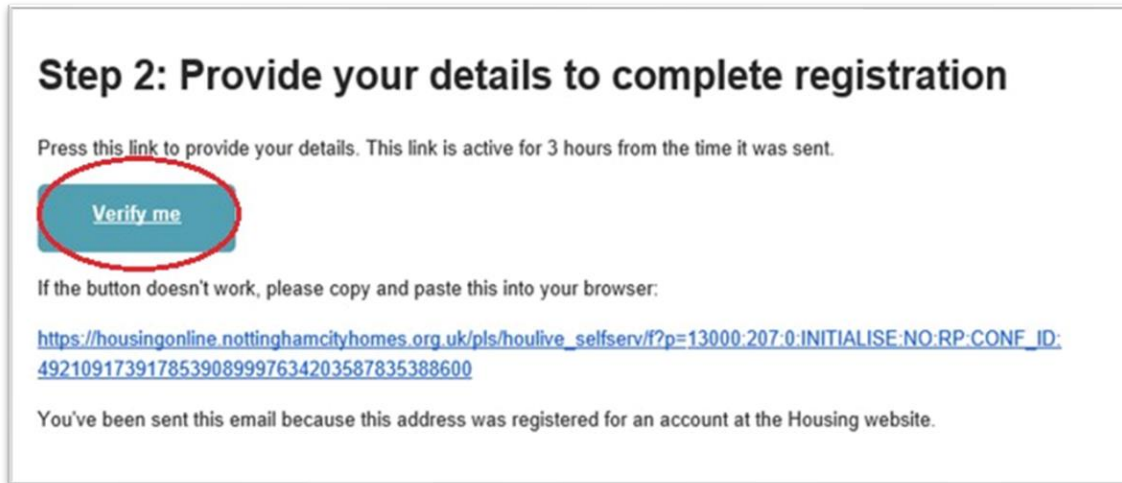 Step 2: Provide your details to complete registration
Press this link to provide your details. This link is active for 3 hours from the time it was sent.
Verify me
If the button doesn't work, please copy and paste this into your browser:
https://housingonline.nottinghamcityhomes.org.uk/pls/houlive_selfserv/f?p=13000:207:0:INITIALISE:NO:RP:CONF_ID:
492109173917853908999763420358783538​8600
You've been sent this email because this address was registered for an account at the Housing website.